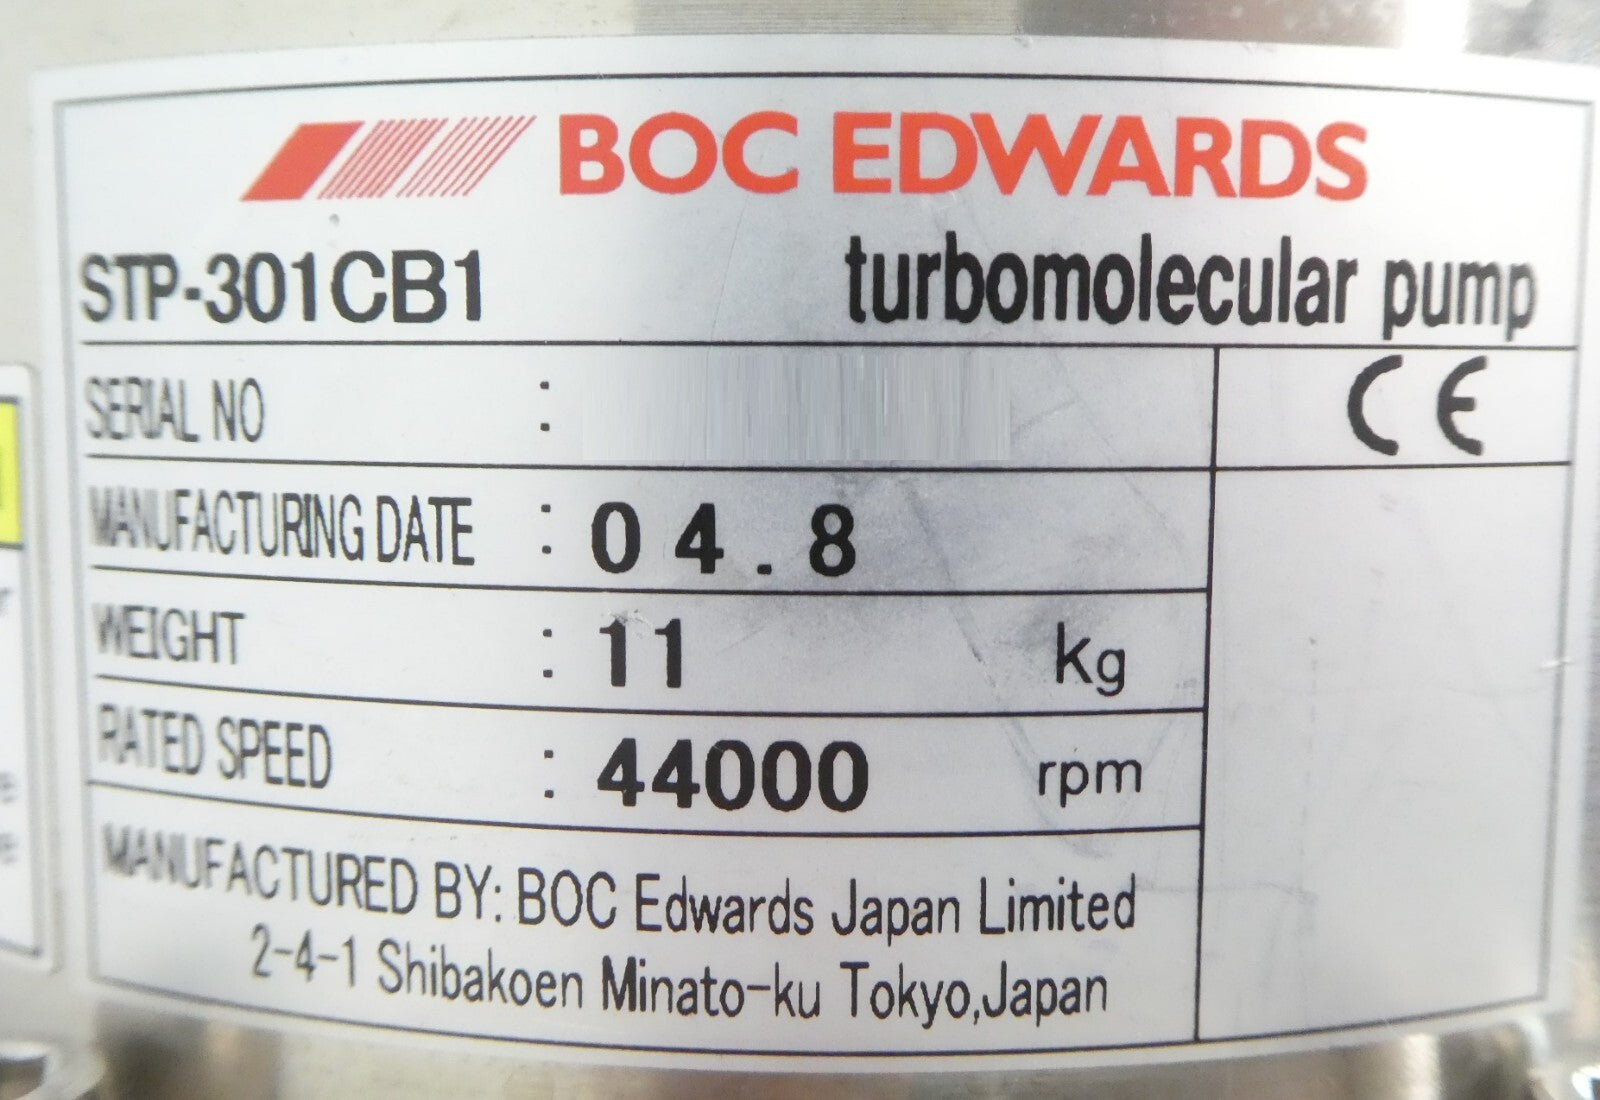 BOC EDWARDS
STP-301CB1 turbomolecular pump
SERIAL NO : CE
MANUFACTURING DATE : 04.8
WEIGHT : 11 Kg
RATED SPEED : 44000 rpm
MANUFACTURED BY: BOC Edwards Japan Limited
2-4-1 Shibakoen Minato-ku Tokyo,Japan